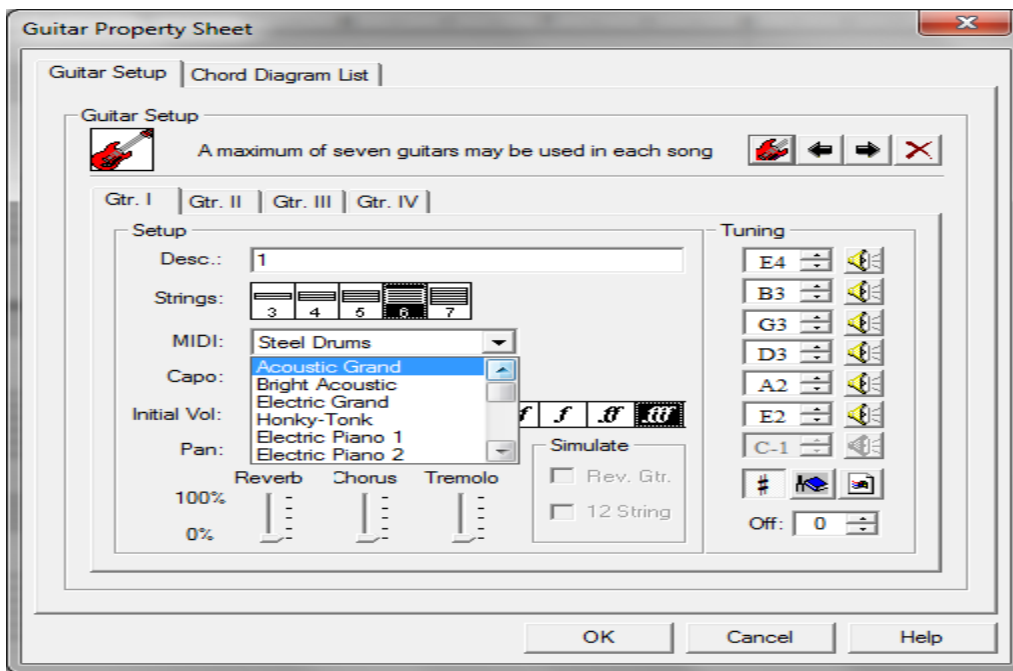 Guitar Property Sheet
Guitar Setup Chord Diagram List
Guitar Setup
A maximum of seven guitars may be used in each song
Gtr. I Gtr. II Gtr. III Gtr. IV
Setup
Desc.: 1
Strings: 3 4 5 6 7
MIDI: Steel Drums
Acoustic Grand
Bright Acoustic
Electric Grand
Honky-Tonk
Electric Piano 1
Electric Piano 2
Capo:
Initial Vol: f f ff fff
Pan:
Reverb Chorus Tremolo
100%
0%
Simulate
Rev. Gtr.
12 String
Tuning
E4
B3
G3
D3
A2
E2
C-1
♯
Off: 0
OK Cancel Help